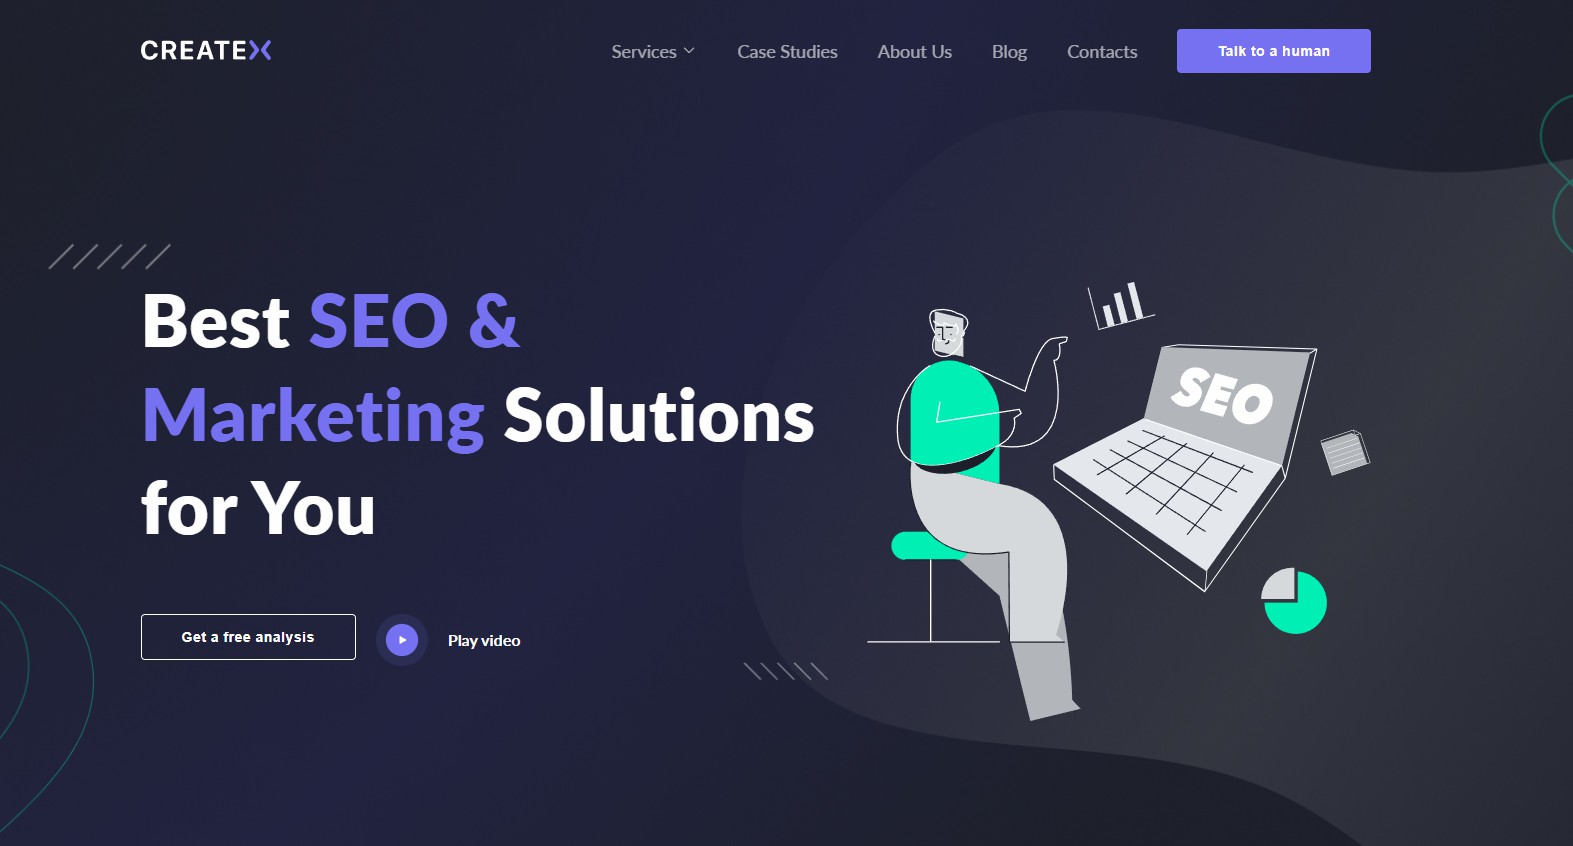 CREATEX
Services
Case Studies
About Us
Blog
Contacts
Talk to a human
Best SEO &
Marketing Solutions
for You
SEO
Get a free analysis
Play video